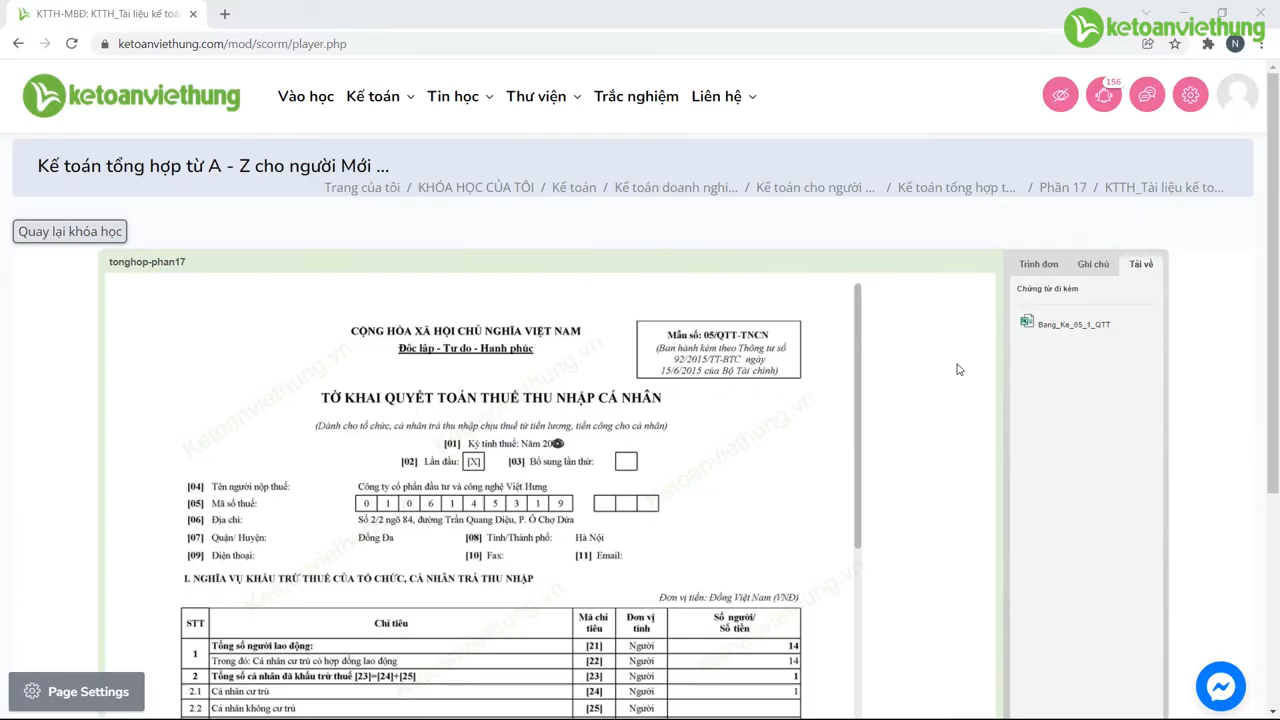 KTTH-MBĐ: KTTH_Tài liệu kế toán
ketoanviethung
ketoanviethung.com/mod/scorm/player.php
N
ketoanviethung
Vào học Kế toán Tin học Thư viện Trắc nghiệm Liên hệ
156
Kế toán tổng hợp từ A - Z cho người Mới ...
Trang của tôi / KHÓA HỌC CỦA TÔI / Kế toán / Kế toán doanh nghi... / Kế toán cho người ... / Kế toán tổng hợp t... / Phần 17 / KTTH_Tài liệu kế to...
Quay lại khóa học
tonghop-phan17
Trình đơn Ghi chú Tải về
Chứng từ đi kèm
Bang_Ke_05_1_QTT
CỘNG HÒA XÃ HỘI CHỦ NGHĨA VIỆT NAM
Độc lập - Tự do - Hạnh phúc
Mẫu số: 05/QTT-TNCN
(Ban hành kèm theo Thông tư số
92/2015/TT-BTC ngày
15/6/2015 của Bộ Tài chính)
TỜ KHAI QUYẾT TOÁN THUẾ THU NHẬP CÁ NHÂN
(Dành cho tổ chức, cá nhân trả thu nhập chịu thuế từ tiền lương, tiền công cho cá nhân)
[01] Kỳ tính thuế: Năm 20
[02] Lần đầu: [X] [03] Bổ sung lần thứ:
[04] Tên người nộp thuế: Công ty cổ phần đầu tư và công nghệ Việt Hưng
[05] Mã số thuế: 0 1 0 6 1 4 5 3 1 9
[06] Địa chỉ: Số 2/2 ngõ 84, đường Trần Quang Diệu, P. Ô Chợ Dừa
[07] Quận/ Huyện: Đống Đa [08] Tỉnh/Thành phố: Hà Nội
[09] Điện thoại: [10] Fax: [11] Email:
I. NGHĨA VỤ KHẤU TRỪ THUẾ CỦA TỔ CHỨC, CÁ NHÂN TRẢ THU NHẬP
Đơn vị tiền: Đồng Việt Nam (VNĐ)
STT Chỉ tiêu Mã chỉ tiêu Đơn vị tính Số người/ Số tiền
1 Tổng số người lao động: [21] Người 14
Trong đó: Cá nhân cư trú có hợp đồng lao động [22] Người 14
2 Tổng số cá nhân đã khấu trừ thuế [23]=[24]+[25] [23] Người 1
2.1 Cá nhân cư trú [24] Người 1
2.2 Cá nhân không cư trú [25] Người
Page Settings
Ketoanviethung.vn